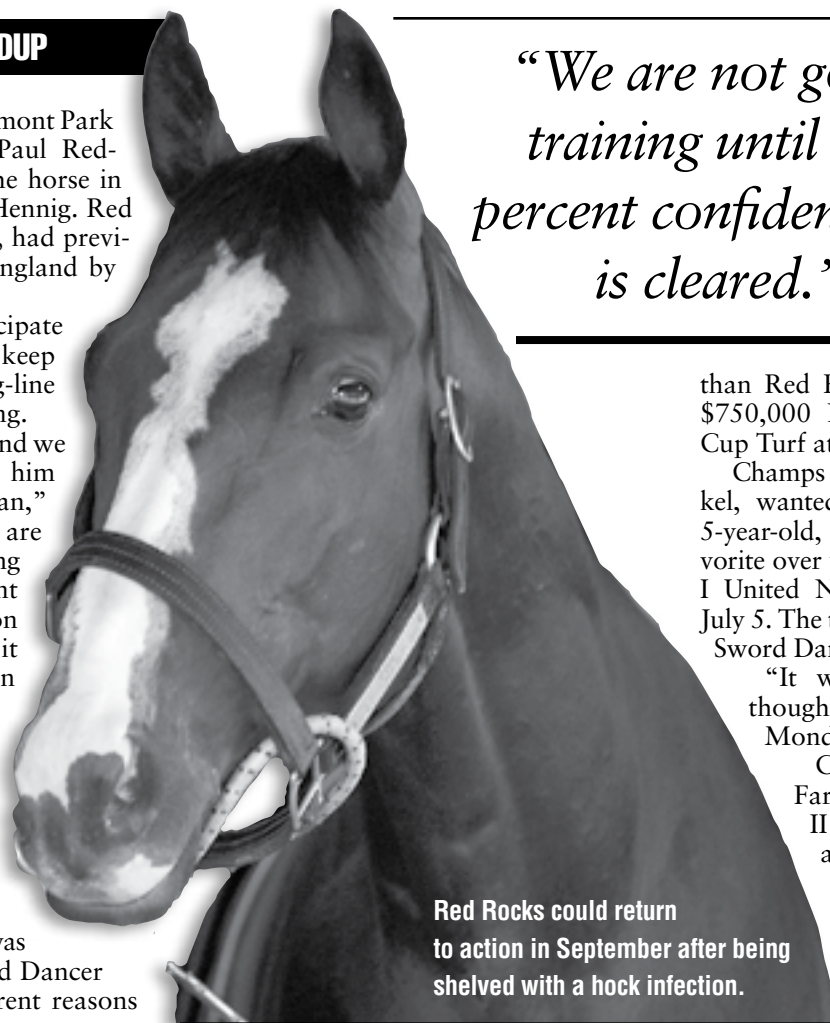 DUP
mont Park
Paul Red-
ne horse in
Hennig. Red
, had previ-
ngland by
cipate
keep
g-line
ng.
nd we
him
an,”
are
ng
nt
on
it
n
vas
d Dancer
rent reasons
“We are not go
training until
percent confiden
is cleared.”
than Red
$750,000
Cup Turf at
Champs
kel, wanted
5-year-old,
vorite over
I United N
July 5. The
Sword Dan
“It w
though
Mond
C
Far
II
a
Red Rocks could return
to action in September after being
shelved with a hock infection.